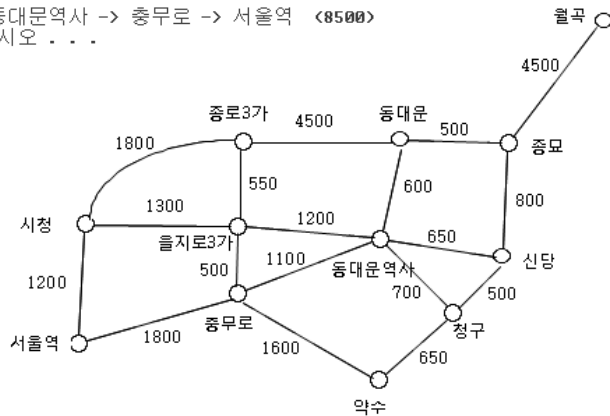 동대문역사 -> 충무로 -> 서울역 <8500>
시오 . . .
월곡
4500
종로3가
4500
동대문
500
종묘
1800
550
600
800
시청
1300
을지로3가
1200
650
신당
1200
500
1100
동대문역사
700
500
서울역
1800
충무로
1600
청구
650
약수